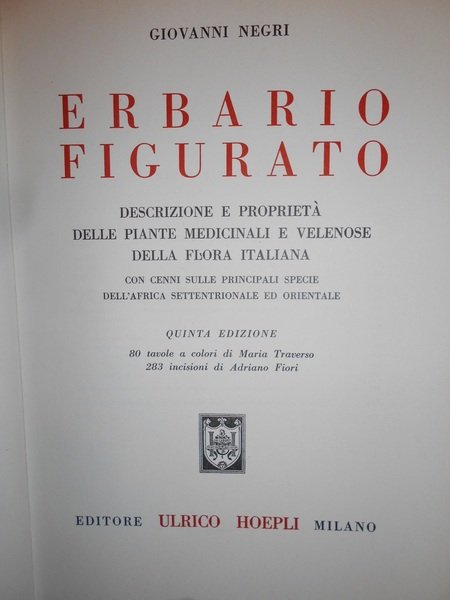 GIOVANNI NEGRI
ERBARIO
FIGURATO
DESCRIZIONE E PROPRIETÀ
DELLE PIANTE MEDICINALI E VELENOSE
DELLA FLORA ITALIANA
CON CENNI SULLE PRINCIPALI SPECIE
DELL'AFRICA SETTENTRIONALE ED ORIENTALE
QUINTA EDIZIONE
80 tavole a colori di Maria Traverso
283 incisioni di Adriano Fiori
EDITORE ULRICO HOEPLI MILANO